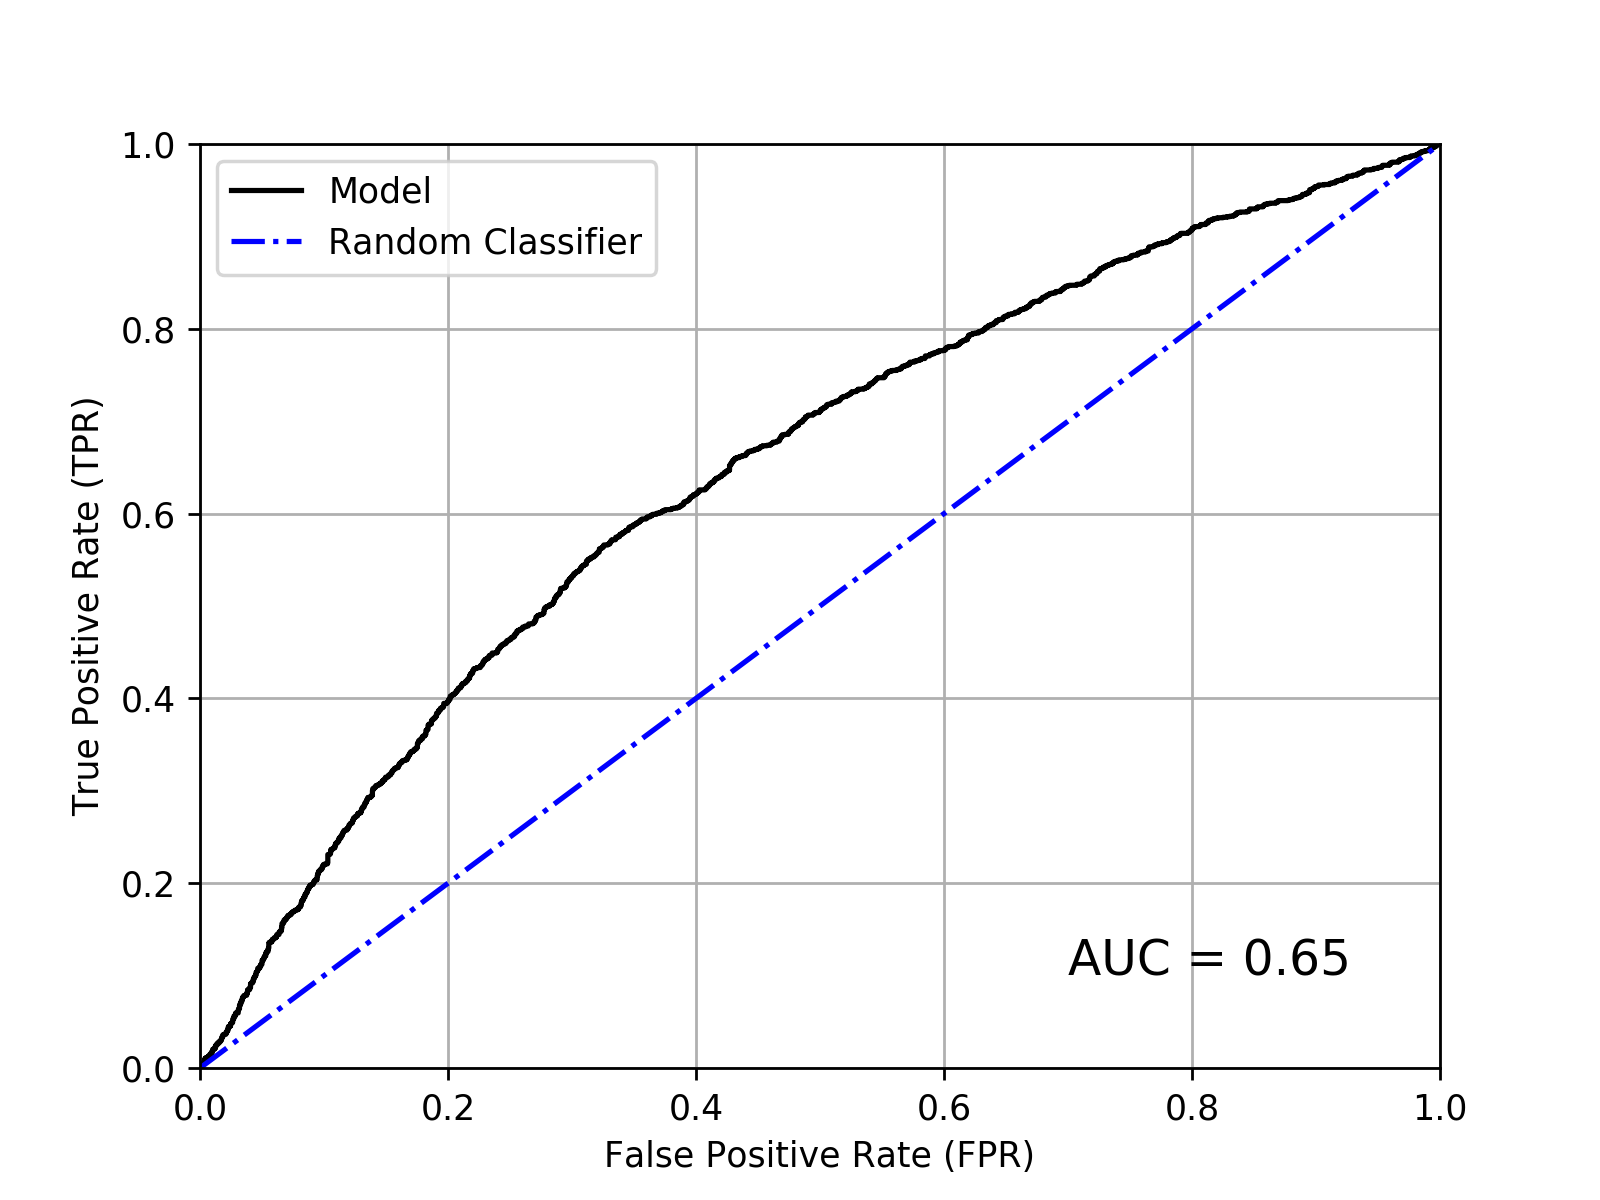 Model
Random Classifier
1.0
0.8
0.6
0.4
0.2
0.0
True Positive Rate (TPR)
AUC = 0.65
0.0 0.2 0.4 0.6 0.8 1.0
False Positive Rate (FPR)